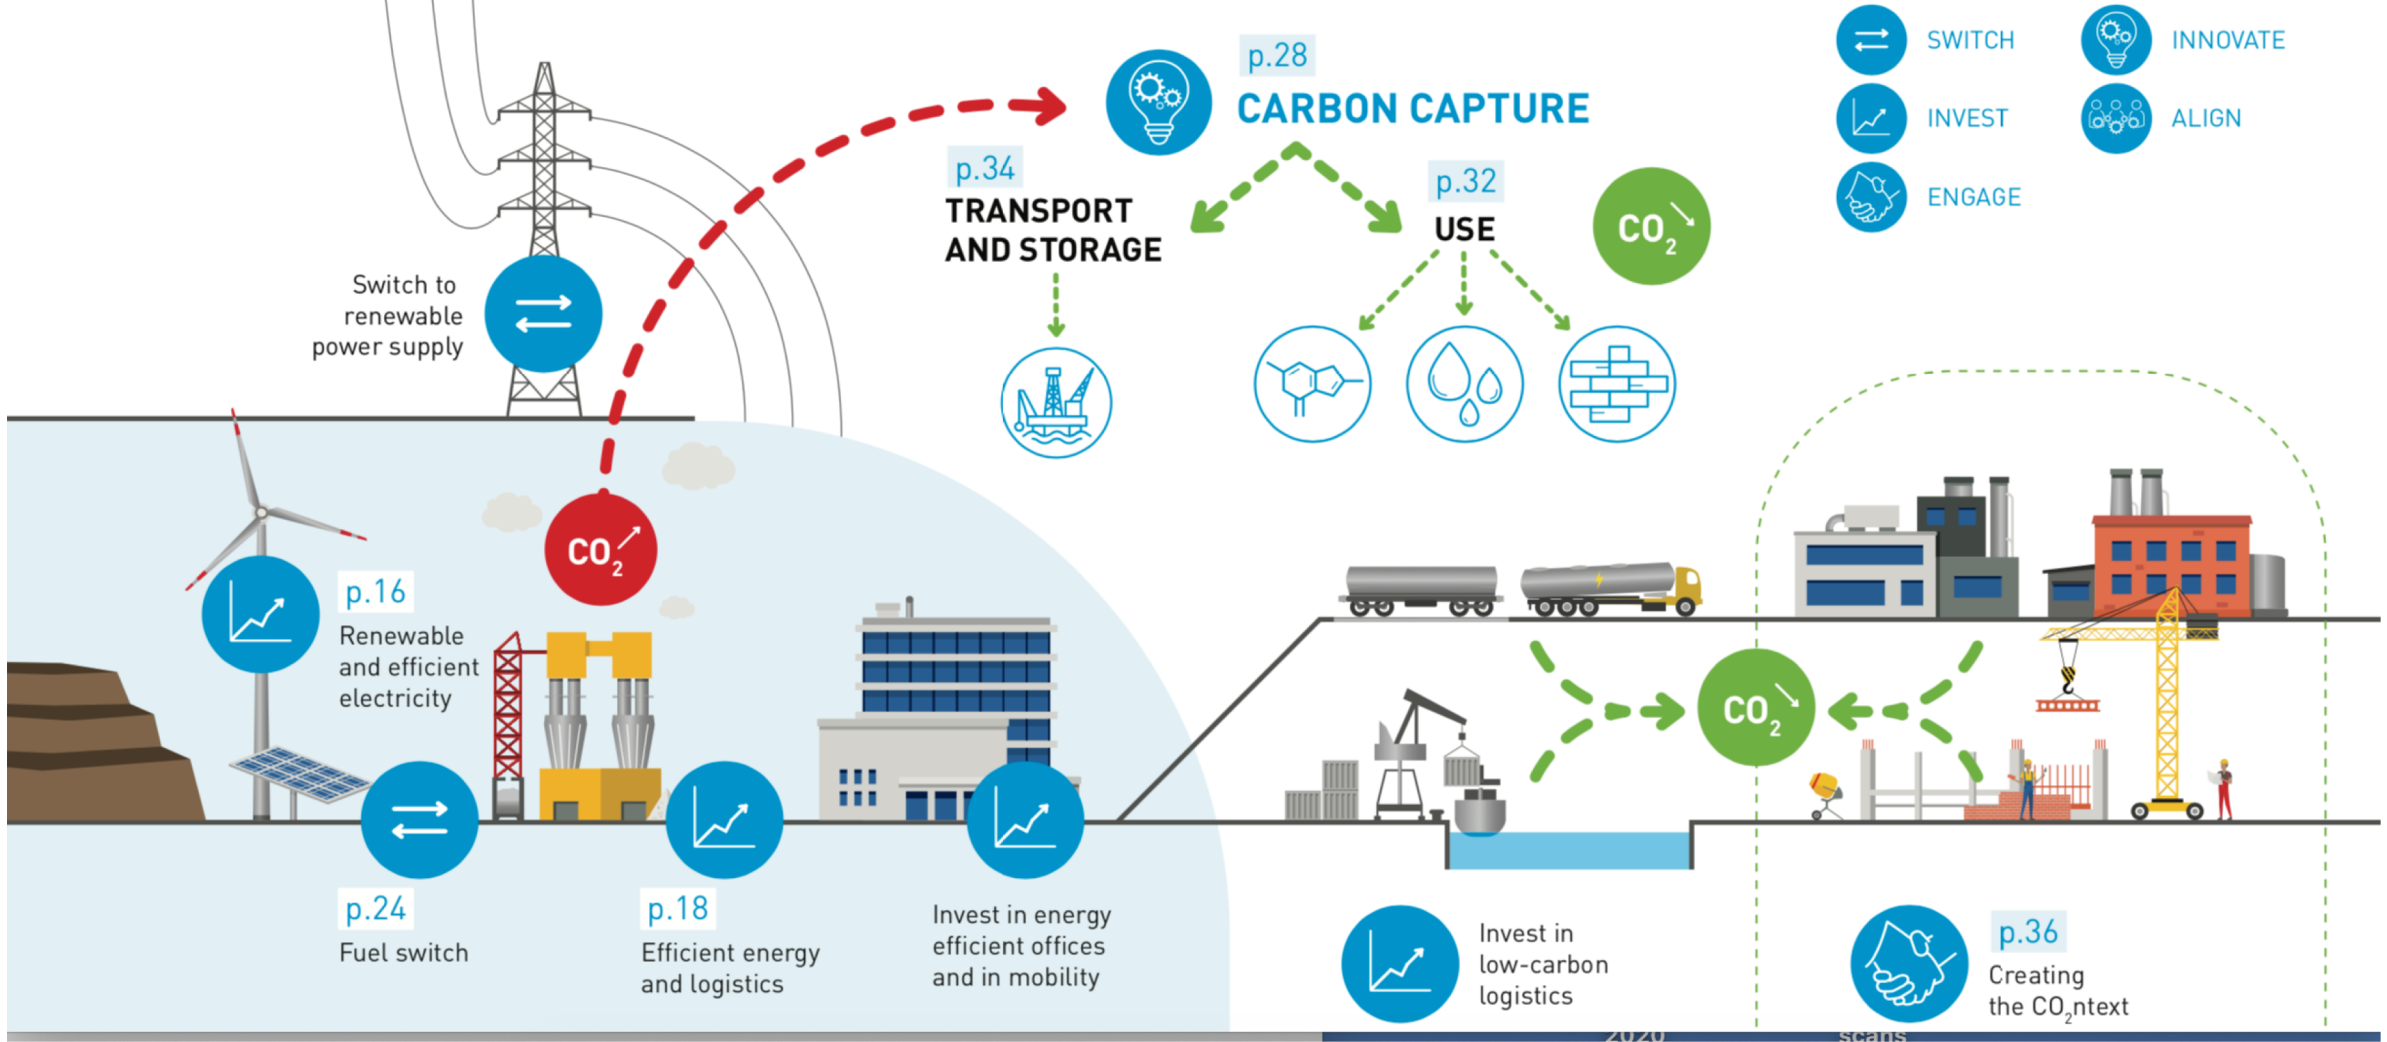 p.28
CARBON CAPTURE
SWITCH
INNOVATE
INVEST
ALIGN
ENGAGE
p.34
TRANSPORT
AND STORAGE
p.32
USE
CO₂
Switch to
renewable
power supply
CO₂
p.16
Renewable
and efficient
electricity
CO₂
p.24
Fuel switch
p.18
Efficient energy
and logistics
Invest in energy
efficient offices
and in mobility
Invest in
low-carbon
logistics
p.36
Creating
the CO₂ntext
2020
scans